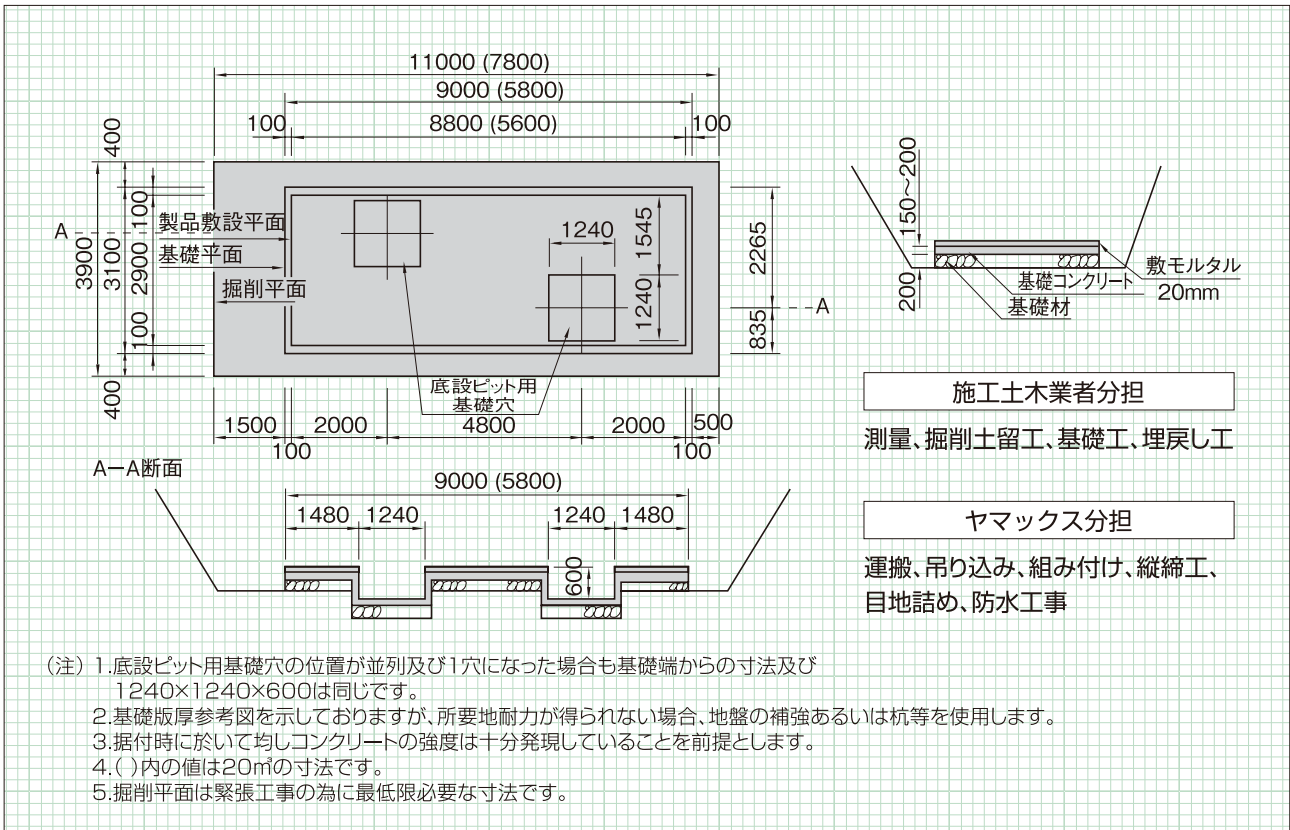 11000 (7800)
9000 (5800)
100
8800 (5600)
100
400
3900
3100
2900
100
100
400
A
製品敷設平面
基礎平面
掘削平面
1240
1545
1240
2265
835
A
底設ピット用
基礎穴
1500
2000
4800
2000
500
100
100
150～200
200
基礎コンクリート
基礎材
敷モルタル
20mm
施工土木業者分担
測量、掘削土留工、基礎工、埋戻し工
ヤマックス分担
運搬、吊り込み、組み付け、縦締工、
目地詰め、防水工事
A－A断面
9000 (5800)
1480
1240
1240
1480
600
（注）1.底設ピット用基礎穴の位置が並列及び1穴になった場合も基礎端からの寸法及び
1240×1240×600は同じです。
2.基礎版厚参考図を示しておりますが、所要地耐力が得られない場合、地盤の補強あるいは杭等を使用します。
3.据付時に於いて均しコンクリートの強度は十分発現していることを前提とします。
4.( )内の値は20㎥の寸法です。
5.掘削平面は緊張工事の為に最低限必要な寸法です。